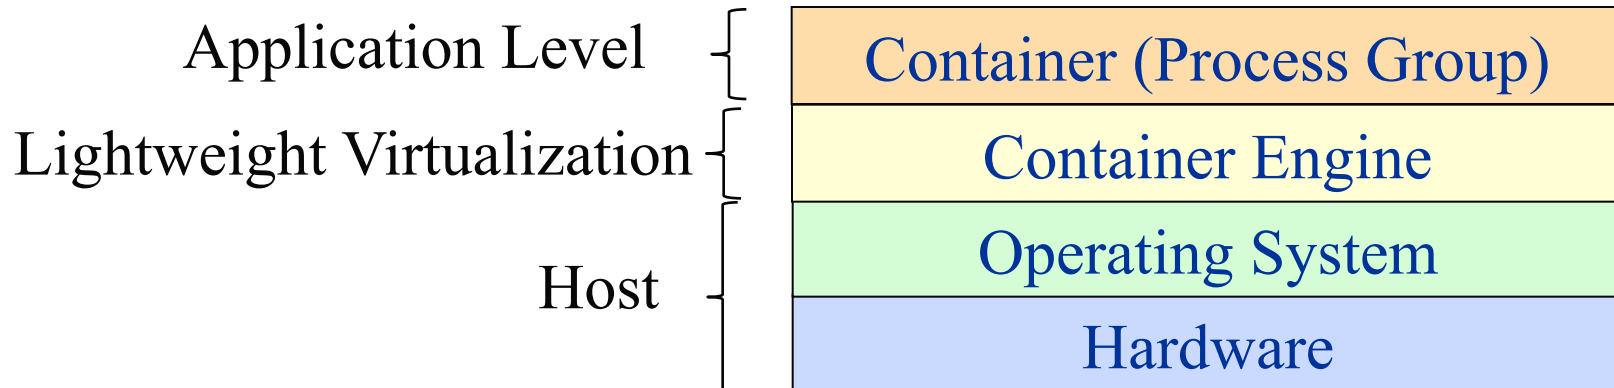 Application Level
Container (Process Group)
Lightweight Virtualization
Container Engine
Operating System
Host
Hardware